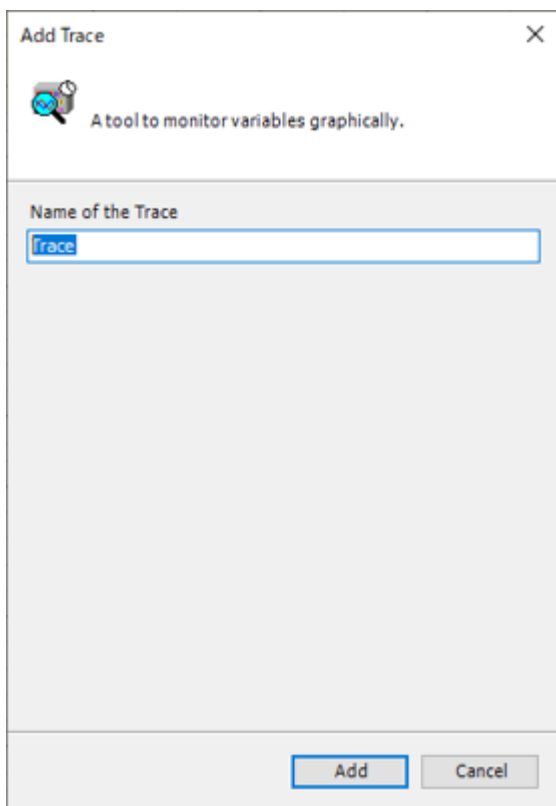 Add Trace
A tool to monitor variables graphically.
Name of the Trace
Trace
Add
Cancel